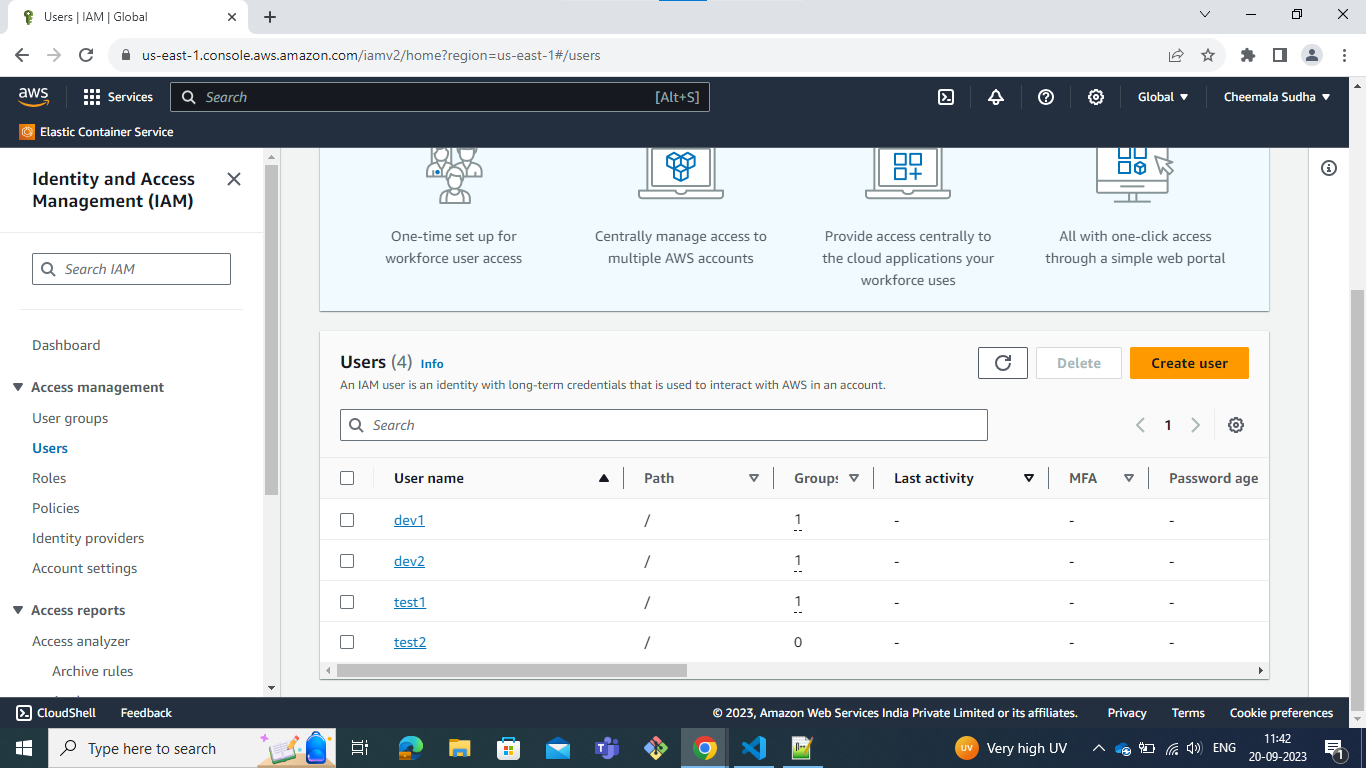 Users | IAM | Global
us-east-1.console.aws.amazon.com/iamv2/home?region=us-east-1#/users
aws
Services
Search
[Alt+S]
Global
Cheemala Sudha
Elastic Container Service
Identity and Access
Management (IAM)
Search IAM
Dashboard
Access management
User groups
Users
Roles
Policies
Identity providers
Account settings
Access reports
Access analyzer
Archive rules
One-time set up for
workforce user access
Centrally manage access to
multiple AWS accounts
Provide access centrally to
the cloud applications your
workforce uses
All with one-click access
through a simple web portal
Users (4) Info
An IAM user is an identity with long-term credentials that is used to interact with AWS in an account.
Delete
Create user
Search
1
User name Path Groups Last activity MFA Password age
dev1 / 1 - - -
dev2 / 1 - - -
test1 / 1 - - -
test2 / 0 - - -
CloudShell Feedback © 2023, Amazon Web Services India Private Limited or its affiliates. Privacy Terms Cookie preferences
Type here to search
UV
Very high UV
ENG
11:42
20-09-2023
1